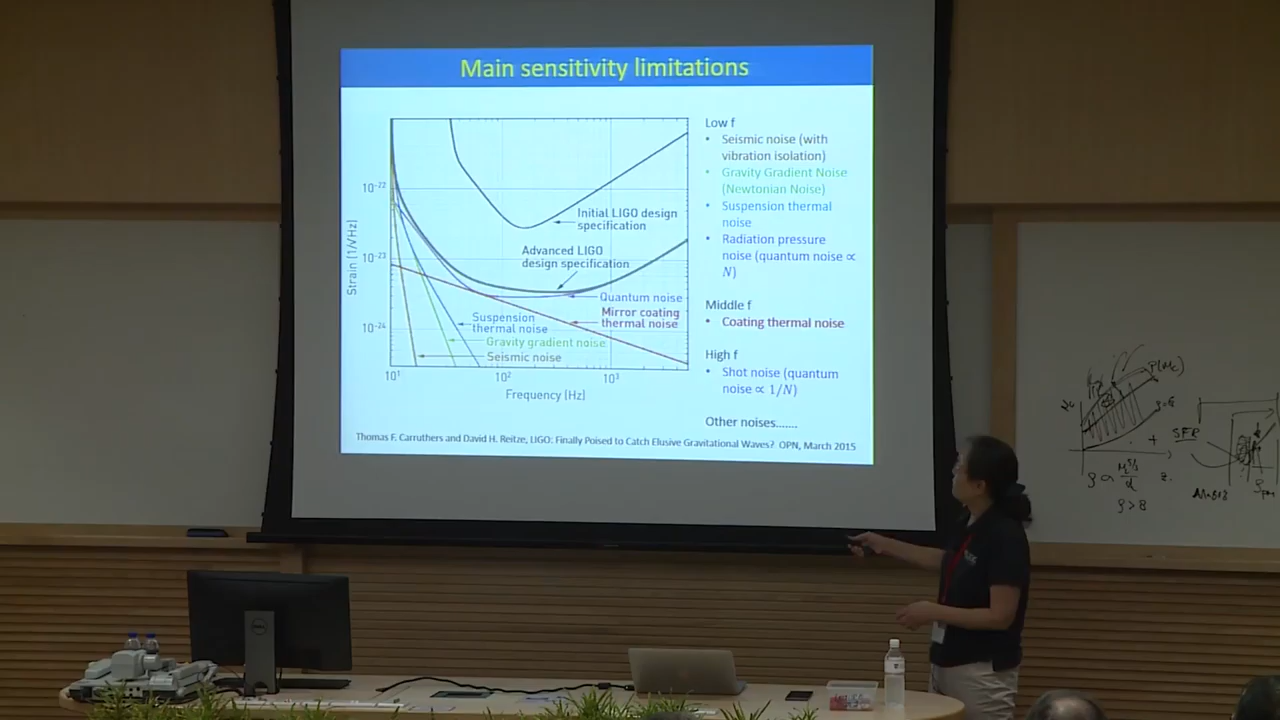 Main sensitivity limitations
10⁻²²
10⁻²³
10⁻²⁴
Strain (1/√Hz)
10¹
10²
10³
Frequency (Hz)
Initial LIGO design
specification
Advanced LIGO
design specification
Quantum noise
Mirror coating
thermal noise
Suspension
thermal noise
Gravity gradient noise
Seismic noise
Low f
• Seismic noise (with
vibration isolation)
• Gravity Gradient Noise
(Newtonian Noise)
• Suspension thermal
noise
• Radiation pressure
noise (quantum noise ∝
N)
Middle f
• Coating thermal noise
High f
• Shot noise (quantum
noise ∝ 1/N)
Other noises.......
Thomas F. Carruthers and David H. Reitze, LIGO: Finally Poised to Catch Elusive Gravitational Waves? OPN, March 2015
SFR
z
DELL